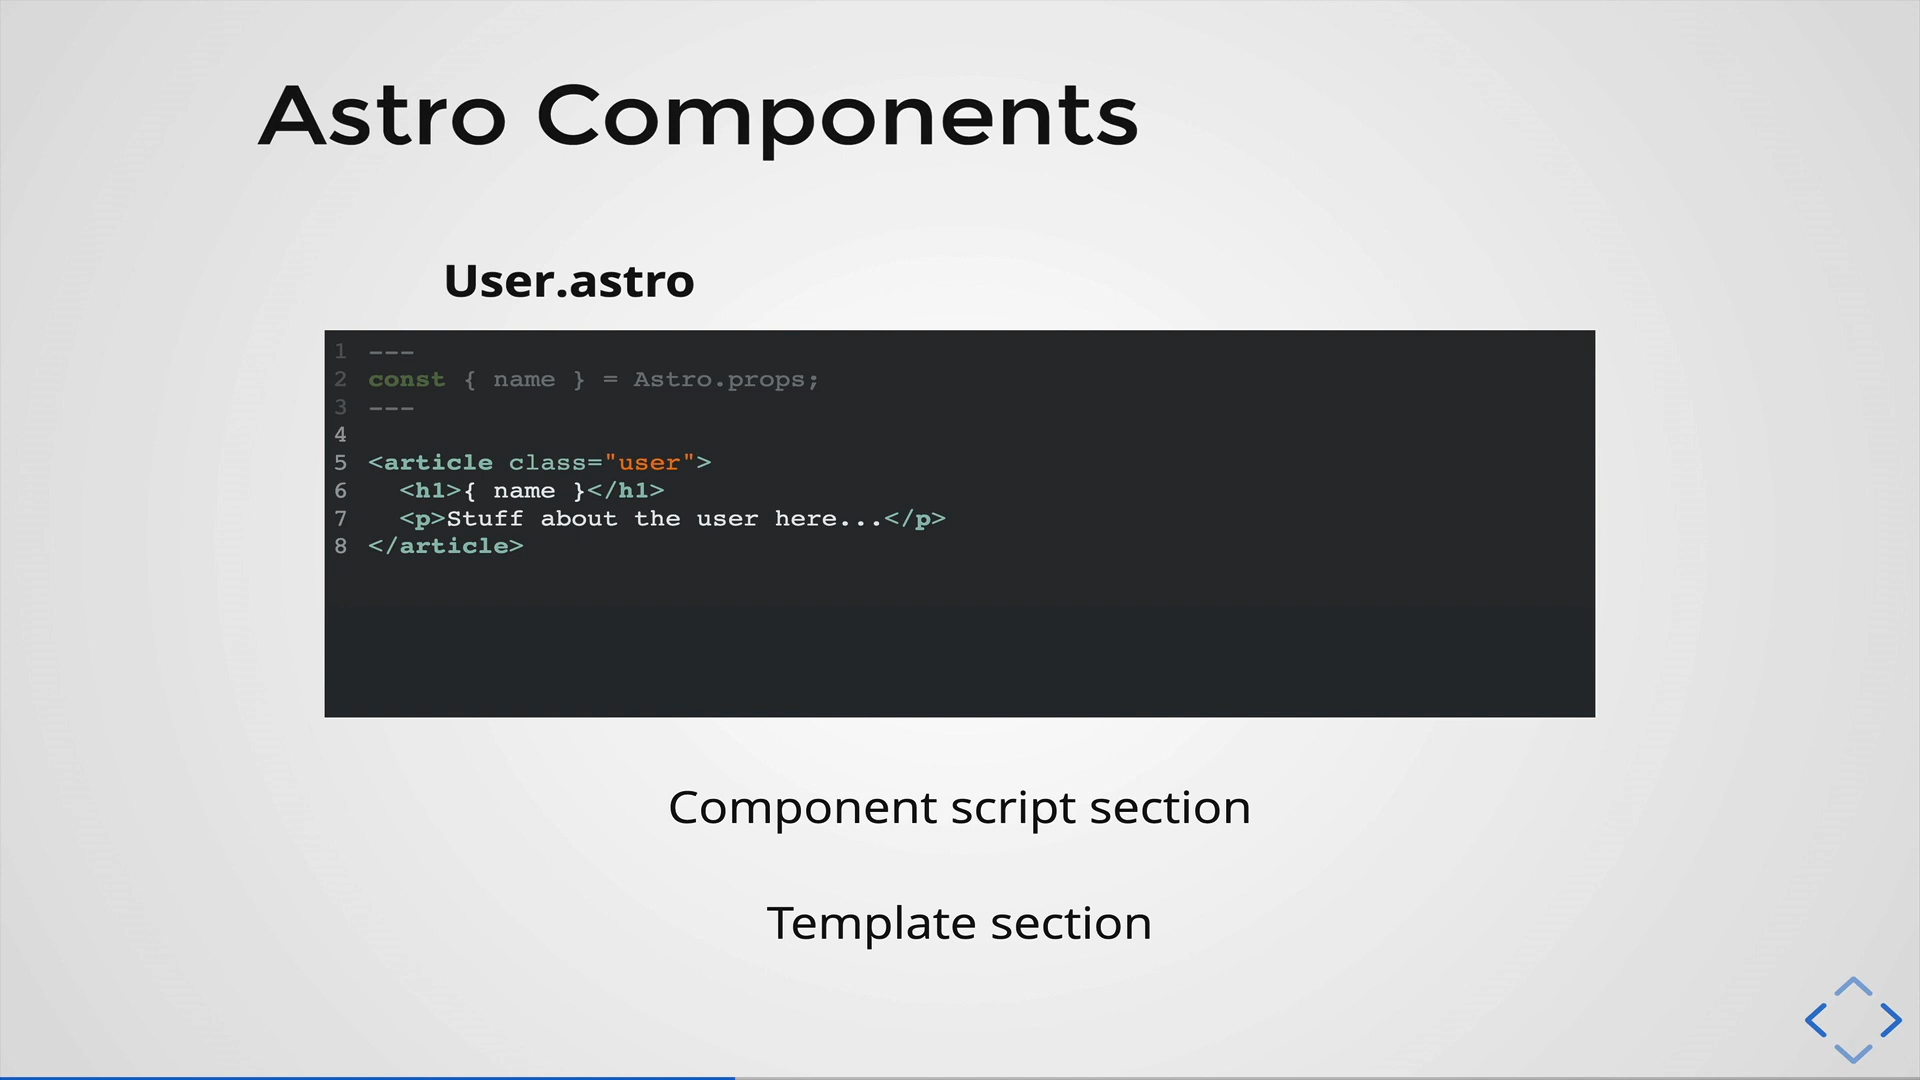 Astro Components
User.astro
1 ---
2 const { name } = Astro.props;
3 ---
4
5 <article class="user">
6   <h1>{ name }</h1>
7   <p>Stuff about the user here...</p>
8 </article>
Component script section
Template section